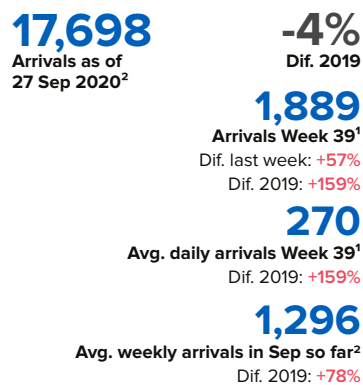 17,698
Arrivals as of
27 Sep 2020²
-4%
Dif. 2019
1,889
Arrivals Week 39¹
Dif. last week: +57%
Dif. 2019: +159%
270
Avg. daily arrivals Week 39¹
Dif. 2019: +159%
1,296
Avg. weekly arrivals in Sep so far²
Dif. 2019: +78%